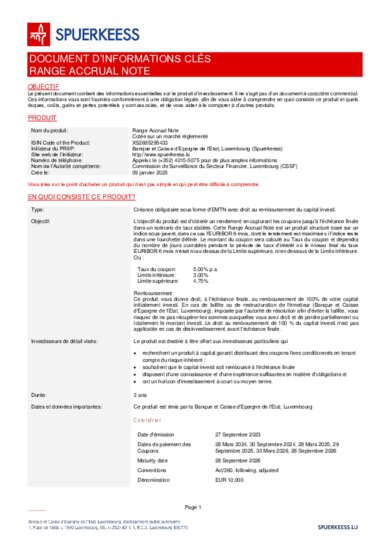 SPUERKEESS
DOCUMENT D'INFORMATIONS CLÉS
RANGE ACCRUAL NOTE
OBJECTIF
Le présent document contient des informations essentielles sur le produit d'investissement. Il ne s'agit pas d'un document à caractère commercial.
Ces informations vous sont fournies conformément à une obligation légale, afin de vous aider à comprendre en quoi consiste ce produit et quels
risques, coûts, gains et pertes potentiels y sont associés, et de vous aider à le comparer à d'autres produits.
PRODUIT
Nom du produit: Range Accrual Note
Cotée sur un marché réglementé
ISIN Code of the Product:
Initiateur du PRIIP: Banque et Caisse d'Epargne de l'Etat, Luxembourg (Spuerkeess)
Site web de l'initiateur: http://www.spuerkeess.lu
Numéro de téléphone: Appelez le (+352) 4015-6075 pour de plus amples informations
Nom de l'Autorité compétente: Commission de Surveillance du Secteur Financier, Luxembourg (CSSF)
Crée le: 09 janvier 2025
Vous êtes sur le point d'acheter un produit qui n'est pas simple et qui peut être difficile à comprendre.
EN QUOI CONSISTE CE PRODUIT?
Type: Créance obligataire sous forme d'EMTN avec droit au remboursement du capital investi.
Objectif: L'objectif du produit est d'obtenir un rendement en capturant les coupons jusqu'à l'échéance finale
dans un scénario de taux stables. Cette Range Accrual Note est un produit structuré basé sur un
indice sous-jacent, dans ce cas l'EURIBOR 6 mois, dont le rendement est maximisé si l'indice reste
dans une fourchette définie. Le montant du coupon sera calculé au Taux du Coupon et dépendra
du nombre de jours ouvrables pendant la période de taux d'intérêt où le niveau final du taux
EURIBOR 6 mois n'était ni au-dessus de la Limite supérieure, ni en dessous de la Limite inférieure.
Où :
Taux du coupon: 5,00% p.a.
Limite inférieure: 3,00%
Limite supérieure: 4,75%
Remboursement:
Ce produit vous donne droit, à l'échéance finale, au remboursement de 100% de votre capital
initialement investi. En cas de faillite ou de restructuration de l'émetteur (Banque et Caisse
d'Epargne de l'Etat, Luxembourg), imposée par l'autorité de résolution afin d'éviter la faillite, vous
risquez de ne pas récupérer les sommes auxquelles vous avez droit et de perdre partiellement ou
totalement le montant investi. Le droit au remboursement de 100 % du capital investi n'est pas
applicable en cas de désinvestissement avant l'échéance finale.
Investisseurs de détail visés: Le produit est destiné à être offert aux investisseurs particuliers qui
• recherchent un produit à capital garanti distribuant des coupons fixes conditionnels en tenant
compte du risque inhérent ;
• souhaitent que le capital investi soit remboursé à l'échéance finale
• disposent d'une connaissance et d'une expérience suffisantes en matière d'obligations et
• ont un horizon d'investissement à court ou moyen terme.
Durée: 3 ans
Dates et données importantes: Ce produit est émis par la Banque et Caisse d'Epargne de l'Etat, Luxembourg
Calendrier
Date d'émission 27 Septembre 2023
Dates de paiement des 28 Mars 2024, 30 Septembre 2024, 28 Mars 2025, 29
Coupons Septembre 2025, 30 Mars 2026, 28 Septembre 2026
Maturity date 28 Septembre 2026
Conventions Act/360, following, adjusted
Dénomination EUR 10.000
Page 1
Banque et Caisse d'Epargne de l'Etat, Luxembourg, établissement public autonome
1, Place de Metz, L-1930 Luxembourg, R.C.S. Luxembourg B30775
SPUERKEESS.LU